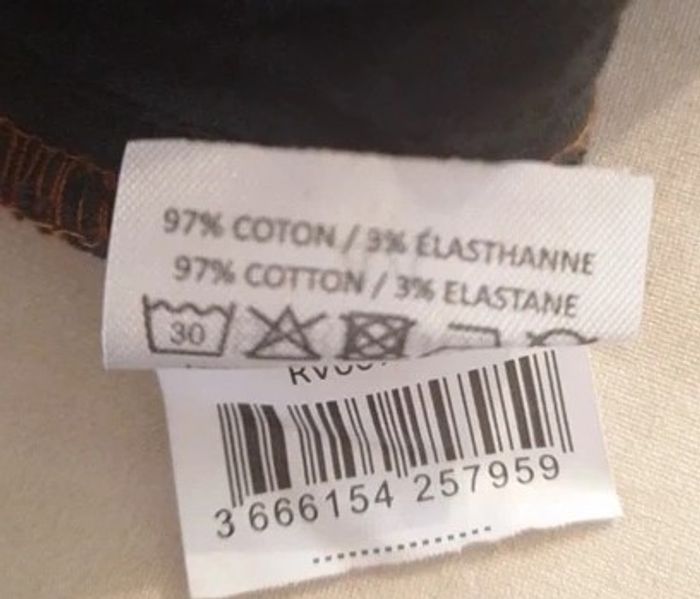 97% COTON / 3% ÉLASTHANNE
97% COTTON / 3% ELASTANE
30
3 666154 257959